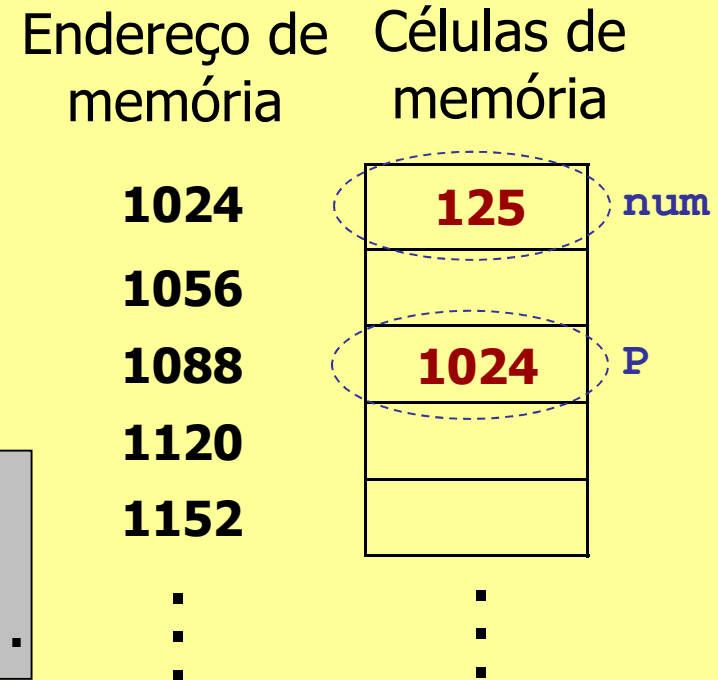 Endereço de
memória
Células de
memória
1024 125 num
1056
1088 1024 P
1120
1152
.
.
.
.
.
.
.